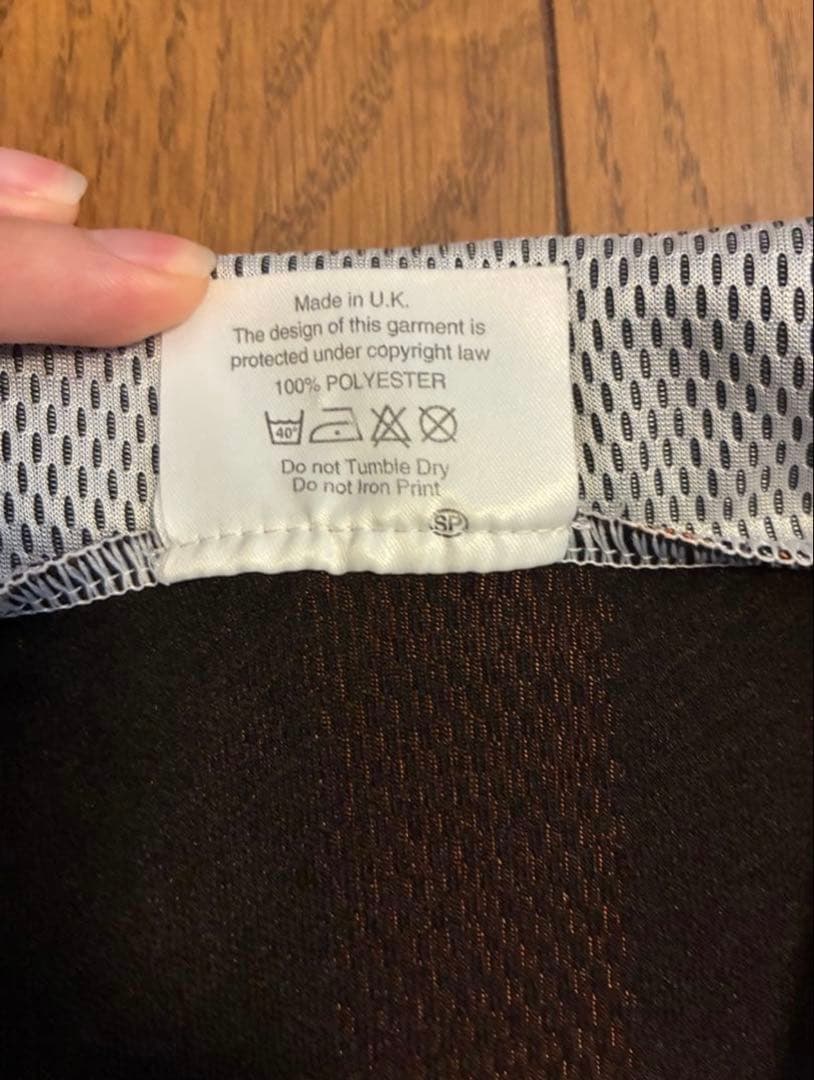 Made in U.K.
The design of this garment is
protected under copyright law
100% POLYESTER
40°
Do not Tumble Dry
Do not Iron Print
SP